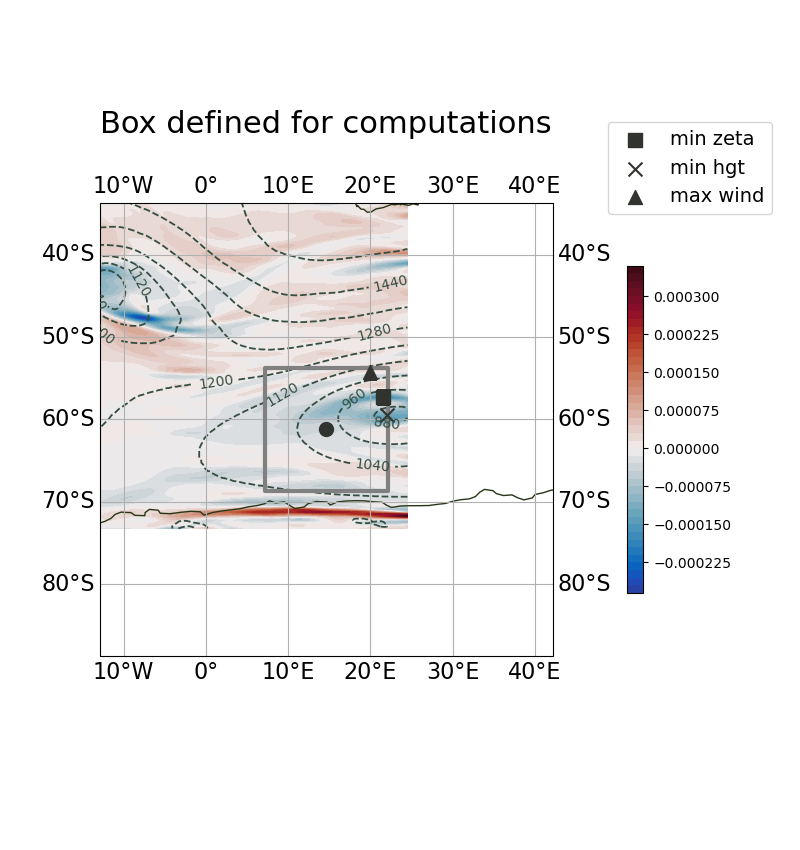 Box defined for computations
min zeta
min hgt
max wind
10°W 0° 10°E 20°E 30°E 40°E
40°S 40°S
50°S 50°S
60°S 60°S
70°S 70°S
80°S 80°S
10°W 0° 10°E 20°E 30°E 40°E
1120
1440
1280
1200
1120
960
880
1040
0.000300
0.000225
0.000150
0.000075
0.000000
−0.000075
−0.000150
−0.000225